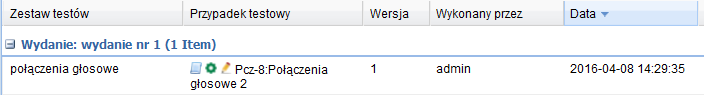 Zestaw testów Przypadek testowy Wersja Wykonany przez Data
Wydanie: wydanie nr 1 (1 Item)
połączenia głosowe Pcz-8:Połączenia głosowe 2 1 admin 2016-04-08 14:29:35